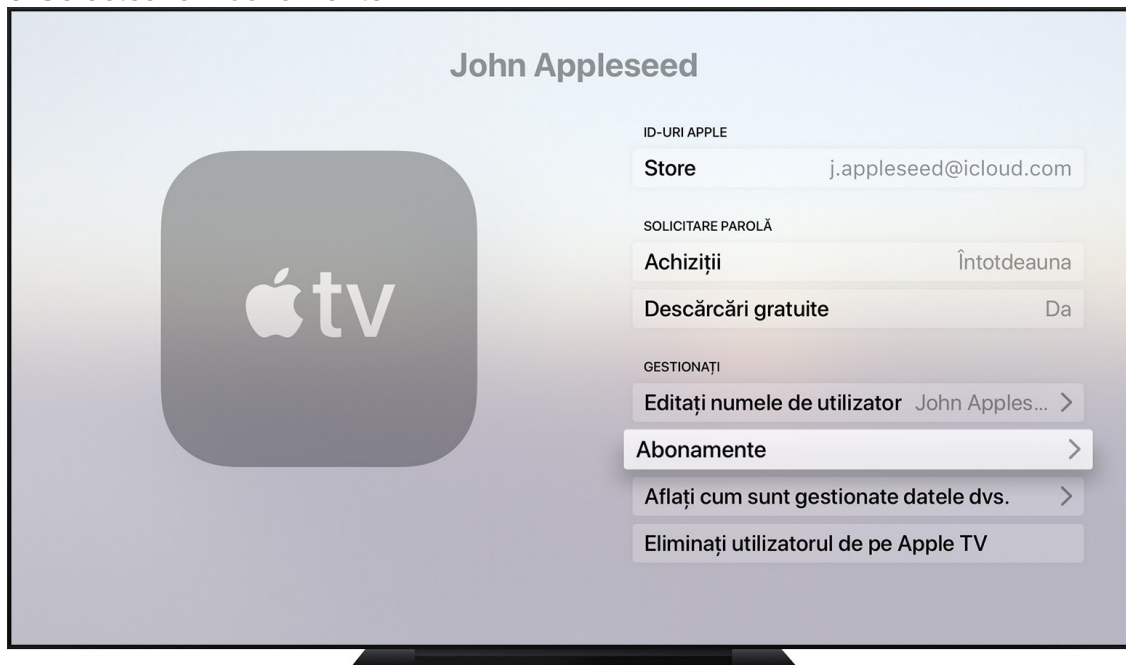 John Appleseed
ID-URI APPLE
Store j.appleseed@icloud.com
SOLICITARE PAROLĂ
Achiziții Întotdeauna
Descărcări gratuite Da
tv
GESTIONAȚI
Editați numele de utilizator John Apples...
Abonamente
Aflați cum sunt gestionate datele dvs.
Eliminați utilizatorul de pe Apple TV